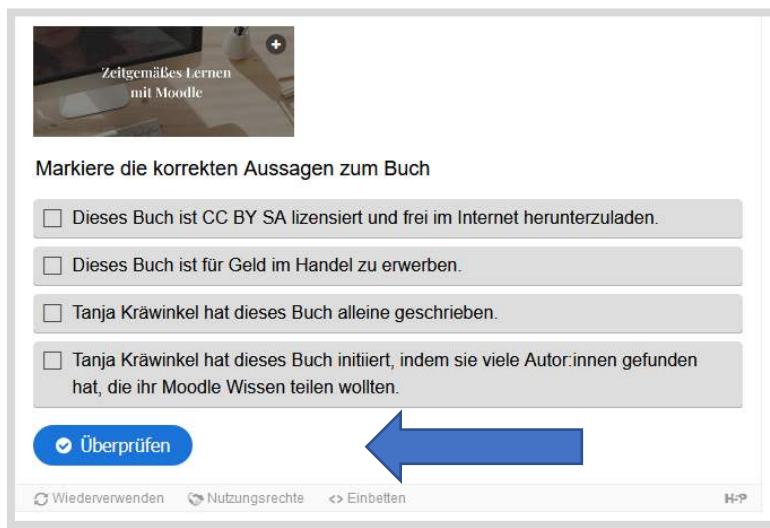 Zeitgemäßes Lernen
mit Moodle
Markiere die korrekten Aussagen zum Buch
Dieses Buch ist CC BY SA lizensiert und frei im Internet herunterzuladen.
Dieses Buch ist für Geld im Handel zu erwerben.
Tanja Kräwinkel hat dieses Buch alleine geschrieben.
Tanja Kräwinkel hat dieses Buch initiiert, indem sie viele Autor:innen gefunden
hat, die ihr Moodle Wissen teilen wollten.
Überprüfen
Wiederverwenden Nutzungsrechte <> Einbetten H-P